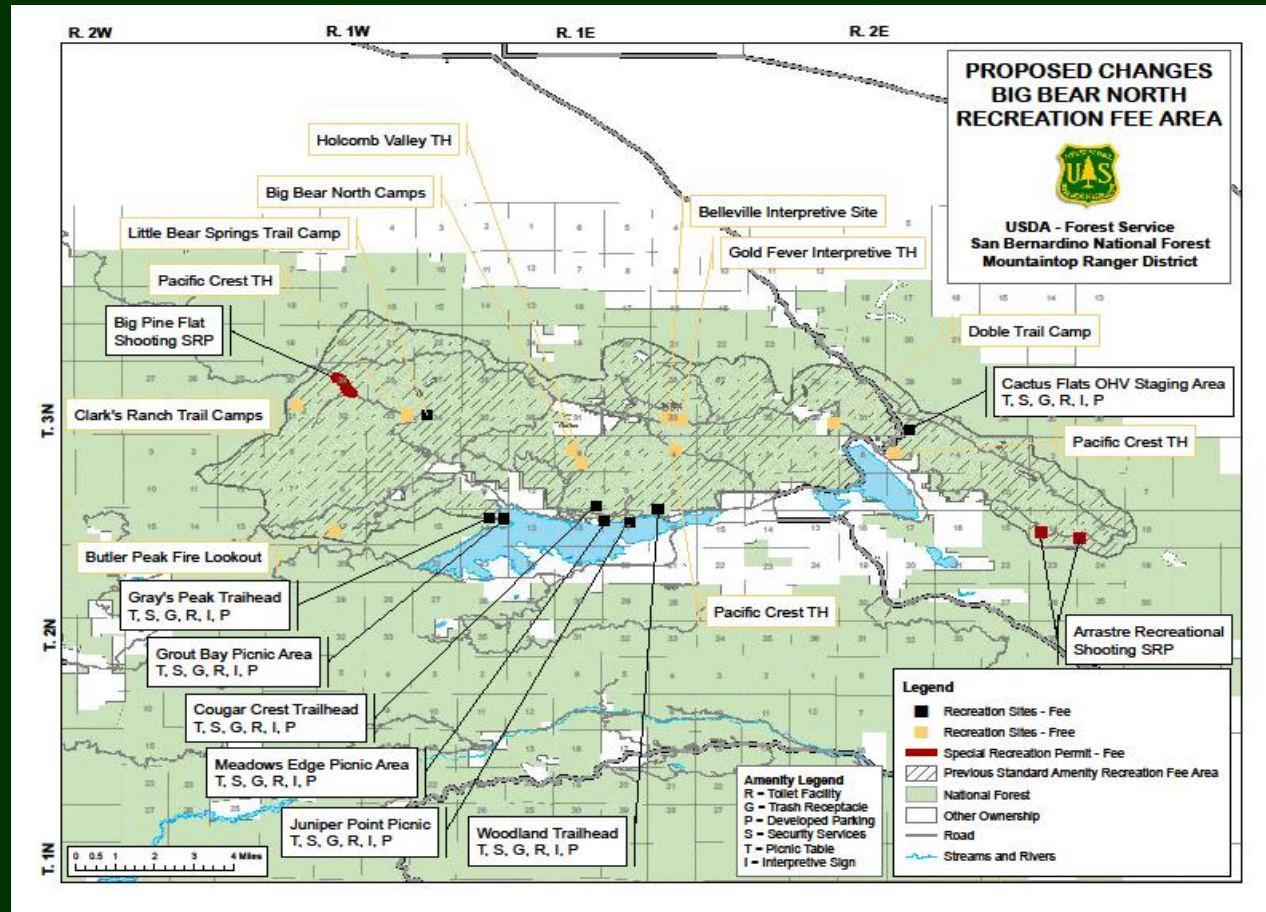 R. 2W
R. 1W
R. 1E
R. 2E
PROPOSED CHANGES
BIG BEAR NORTH
RECREATION FEE AREA
US
USDA - Forest Service
San Bernardino National Forest
Mountaintop Ranger District
Holcomb Valley TH
Big Bear North Camps
Little Bear Springs Trail Camp
Pacific Crest TH
Big Pine Flat
Shooting SRP
Clark's Ranch Trail Camps
Belleville Interpretive Site
Gold Fever Interpretive TH
Doble Trail Camp
Cactus Flats OHV Staging Area
T, S, G, R, I, P
Pacific Crest TH
T. 3N
Butler Peak Fire Lookout
Gray's Peak Traihead
T, S, G, R, I, P
Grout Bay Picnic Area
T, S, G, R, I, P
Cougar Crest Trailhead
T, S, G, R, I, P
Meadows Edge Picnic Area
T, S, G, R, I, P
Juniper Point Picnic
T, S, G, R, I, P
Woodland Trailhead
T, S, G, R, I, P
Pacific Crest TH
Arrastre Recreational
Shooting SRP
T. 2N
T. 1N
0 0.5 1 2 3 4 Miles
Amenity Legend
R = Toilet Facility
G = Trash Receptacle
P = Developed Parking
S = Security Services
T = Picnic Table
I = Interpretive Sign
Legend
Recreation Sites - Fee
Recreation Sites - Free
Special Recreation Permit - Fee
Previous Standard Amenity Recreation Fee Area
National Forest
Other Ownership
Road
Streams and Rivers